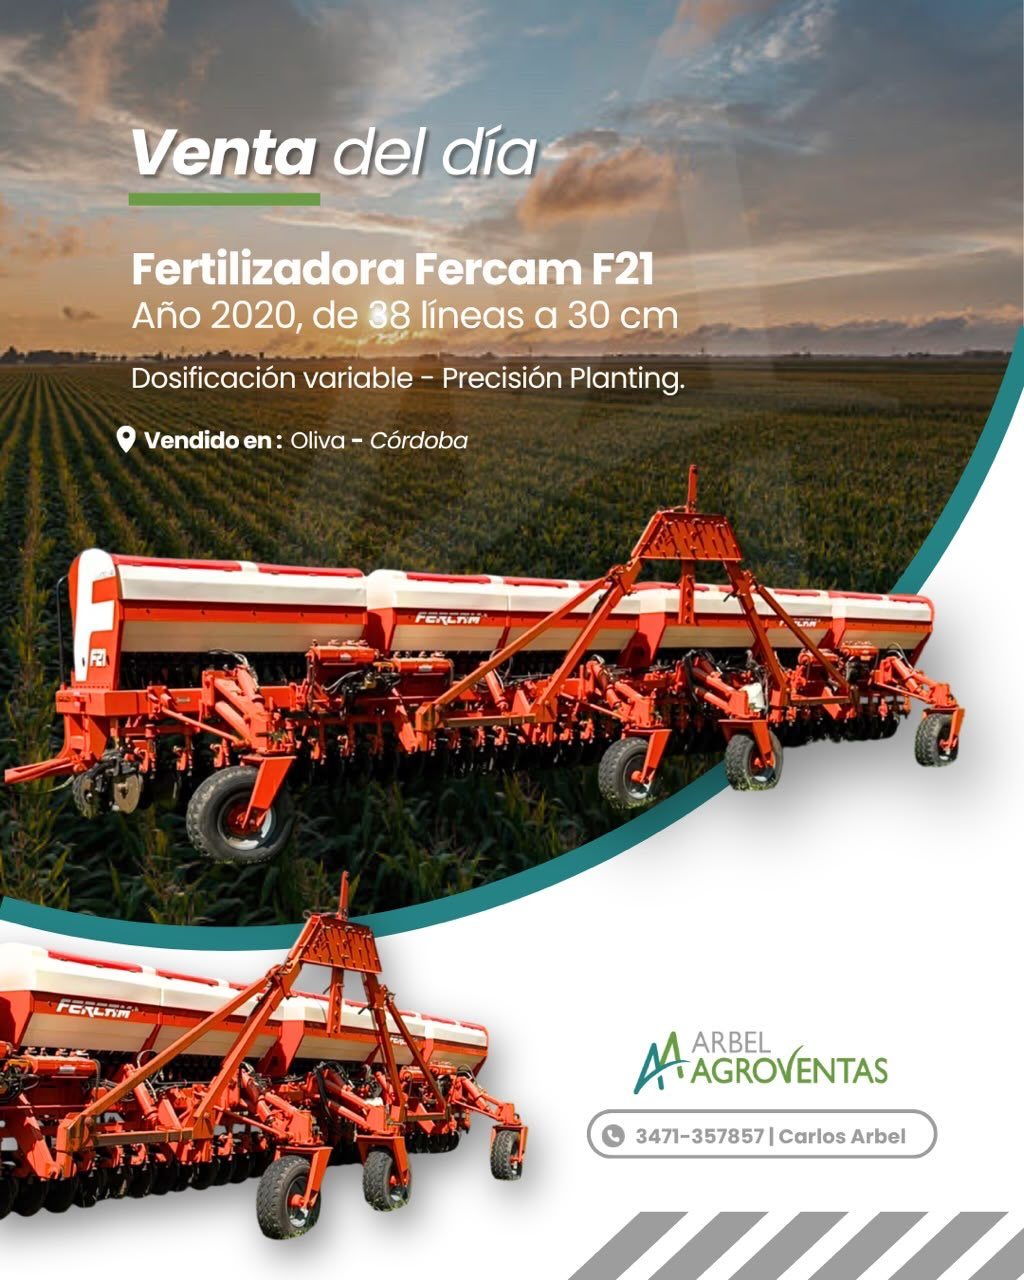 Venta del día
Fertilizadora Fercam F21
Año 2020, de 38 líneas a 30 cm
Dosificación variable - Precisión Planting.
Vendido en: Oliva - Córdoba
F
F21
FERCAM
FERCAM
FERCAM
FERCAM
ARBEL
AGROVENTAS
3471-357857 | Carlos Arbel